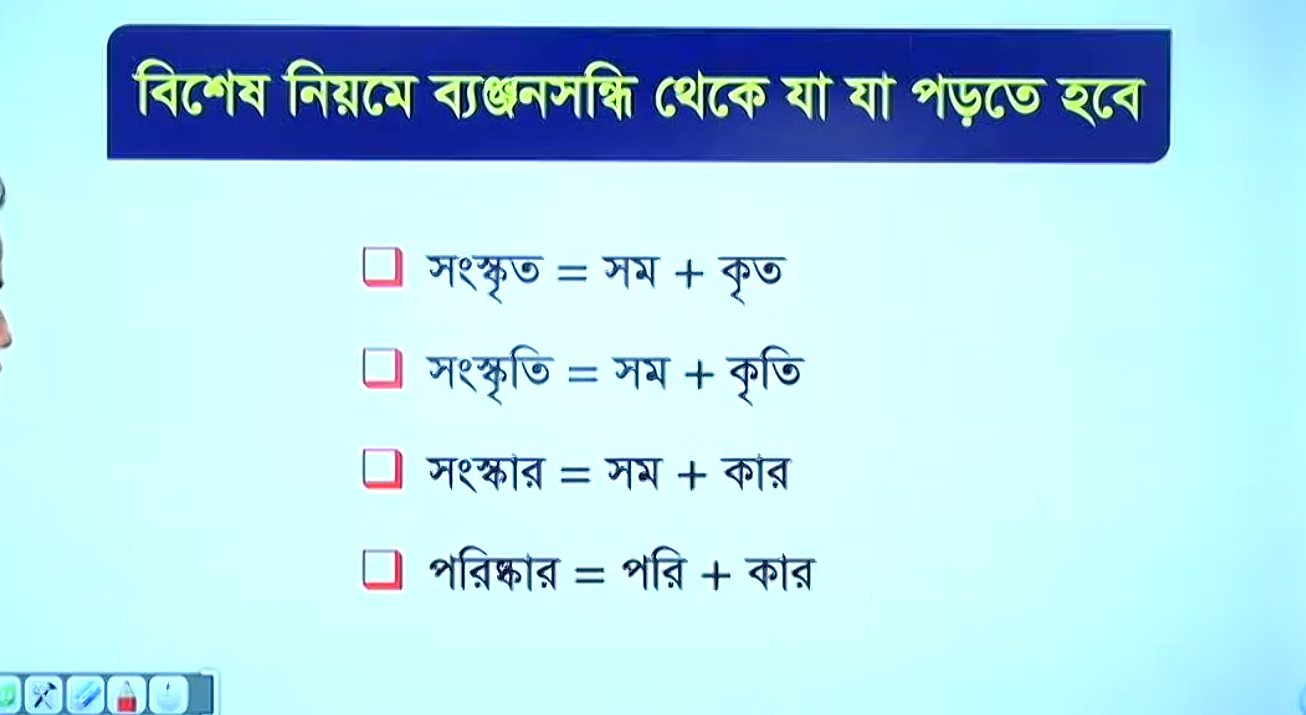 বিশেষ নিয়মে ব্যঞ্জনসন্ধি থেকে যা যা পড়তে হবে
সংস্কৃত = সম + কৃত
সংস্কৃতি = সম + কৃতি
সংস্কার = সম + কার
পরিষ্কার = পরি + কার